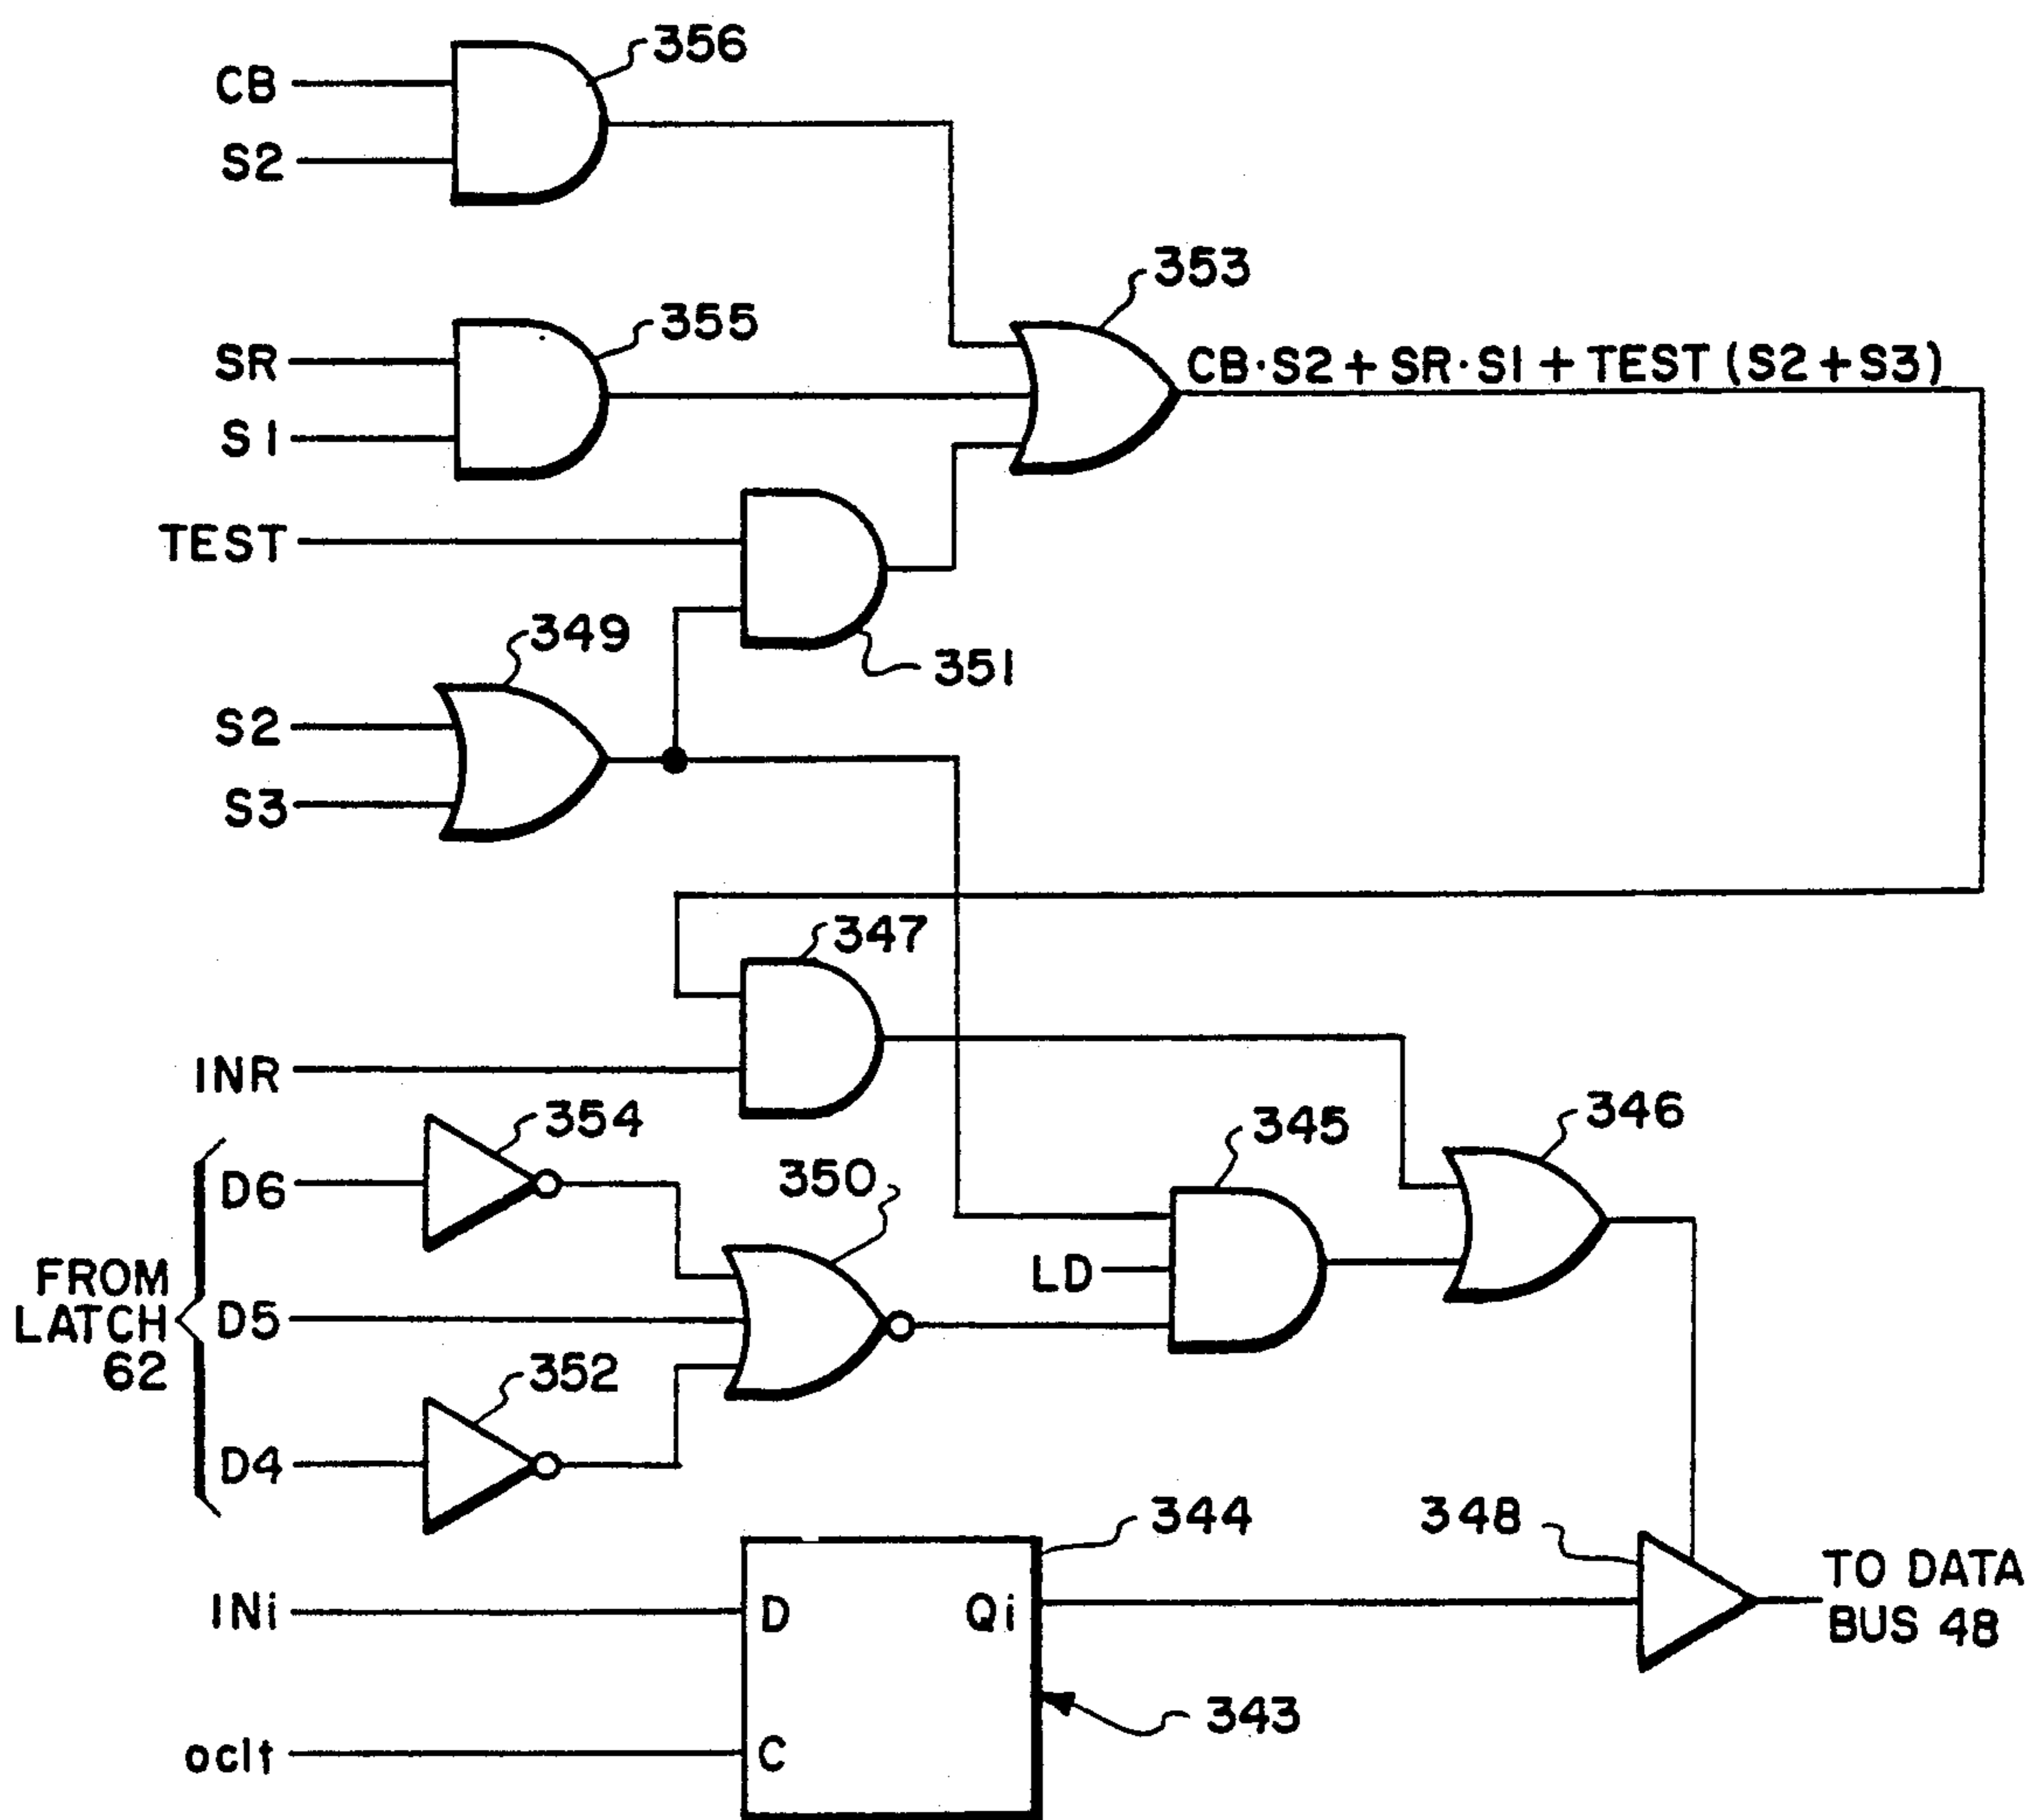 356
CB
S2
353
355
SR
CB·S2 + SR·S1 + TEST (S2+S3)
S1
TEST
349
351
S2
S3
347
INR
354
346
345
D6
350
LD
FROM
LATCH
62
D5
352
D4
344
348
INi
D
Qi
TO DATA
BUS 48
343
oclt
C